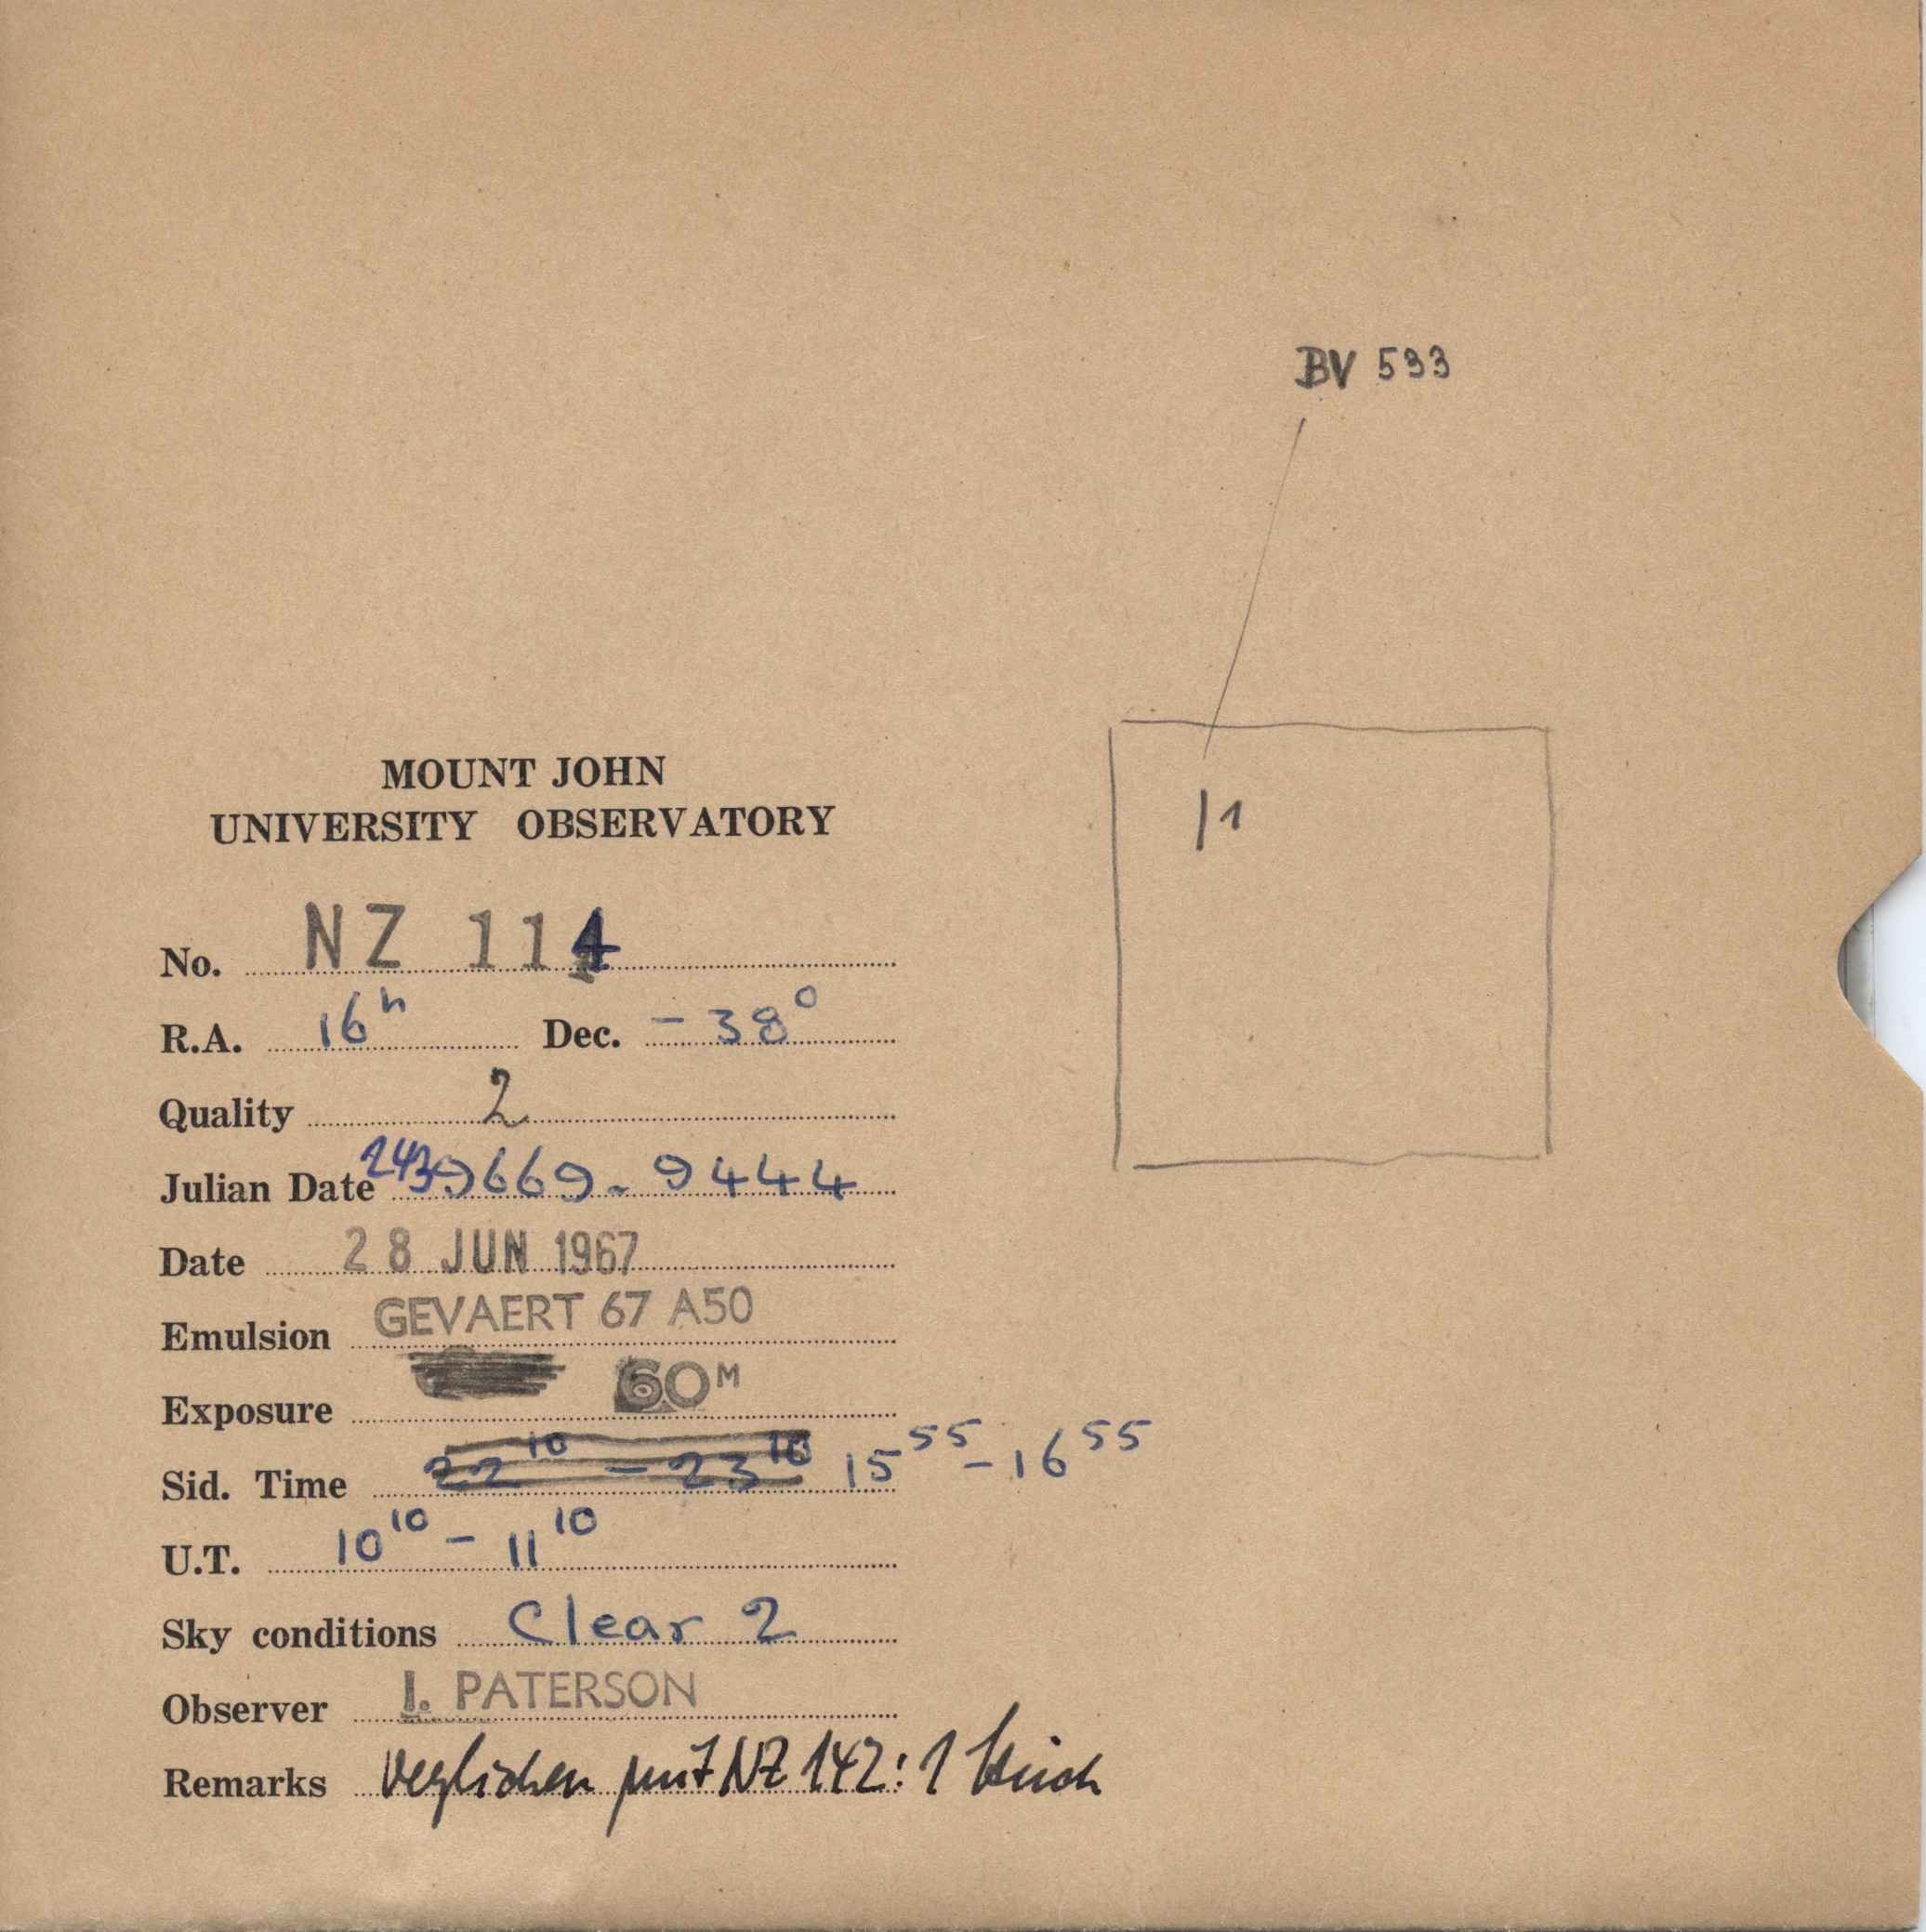 BV 533
|1
MOUNT JOHN
UNIVERSITY OBSERVATORY
No. NZ 114
R.A. 16h Dec. -38°
Quality 2
Julian Date 2439669.9444
Date 28 JUN 1967
Emulsion GEVAERT 67 A50
Exposure 60M
Sid. Time 22 10 - 23 10 15 55 - 16 55
U.T. 10 10 - 11 10
Sky conditions Clear 2
Observer I. PATERSON
Remarks verglichen mit NZ 142: 1 Strich